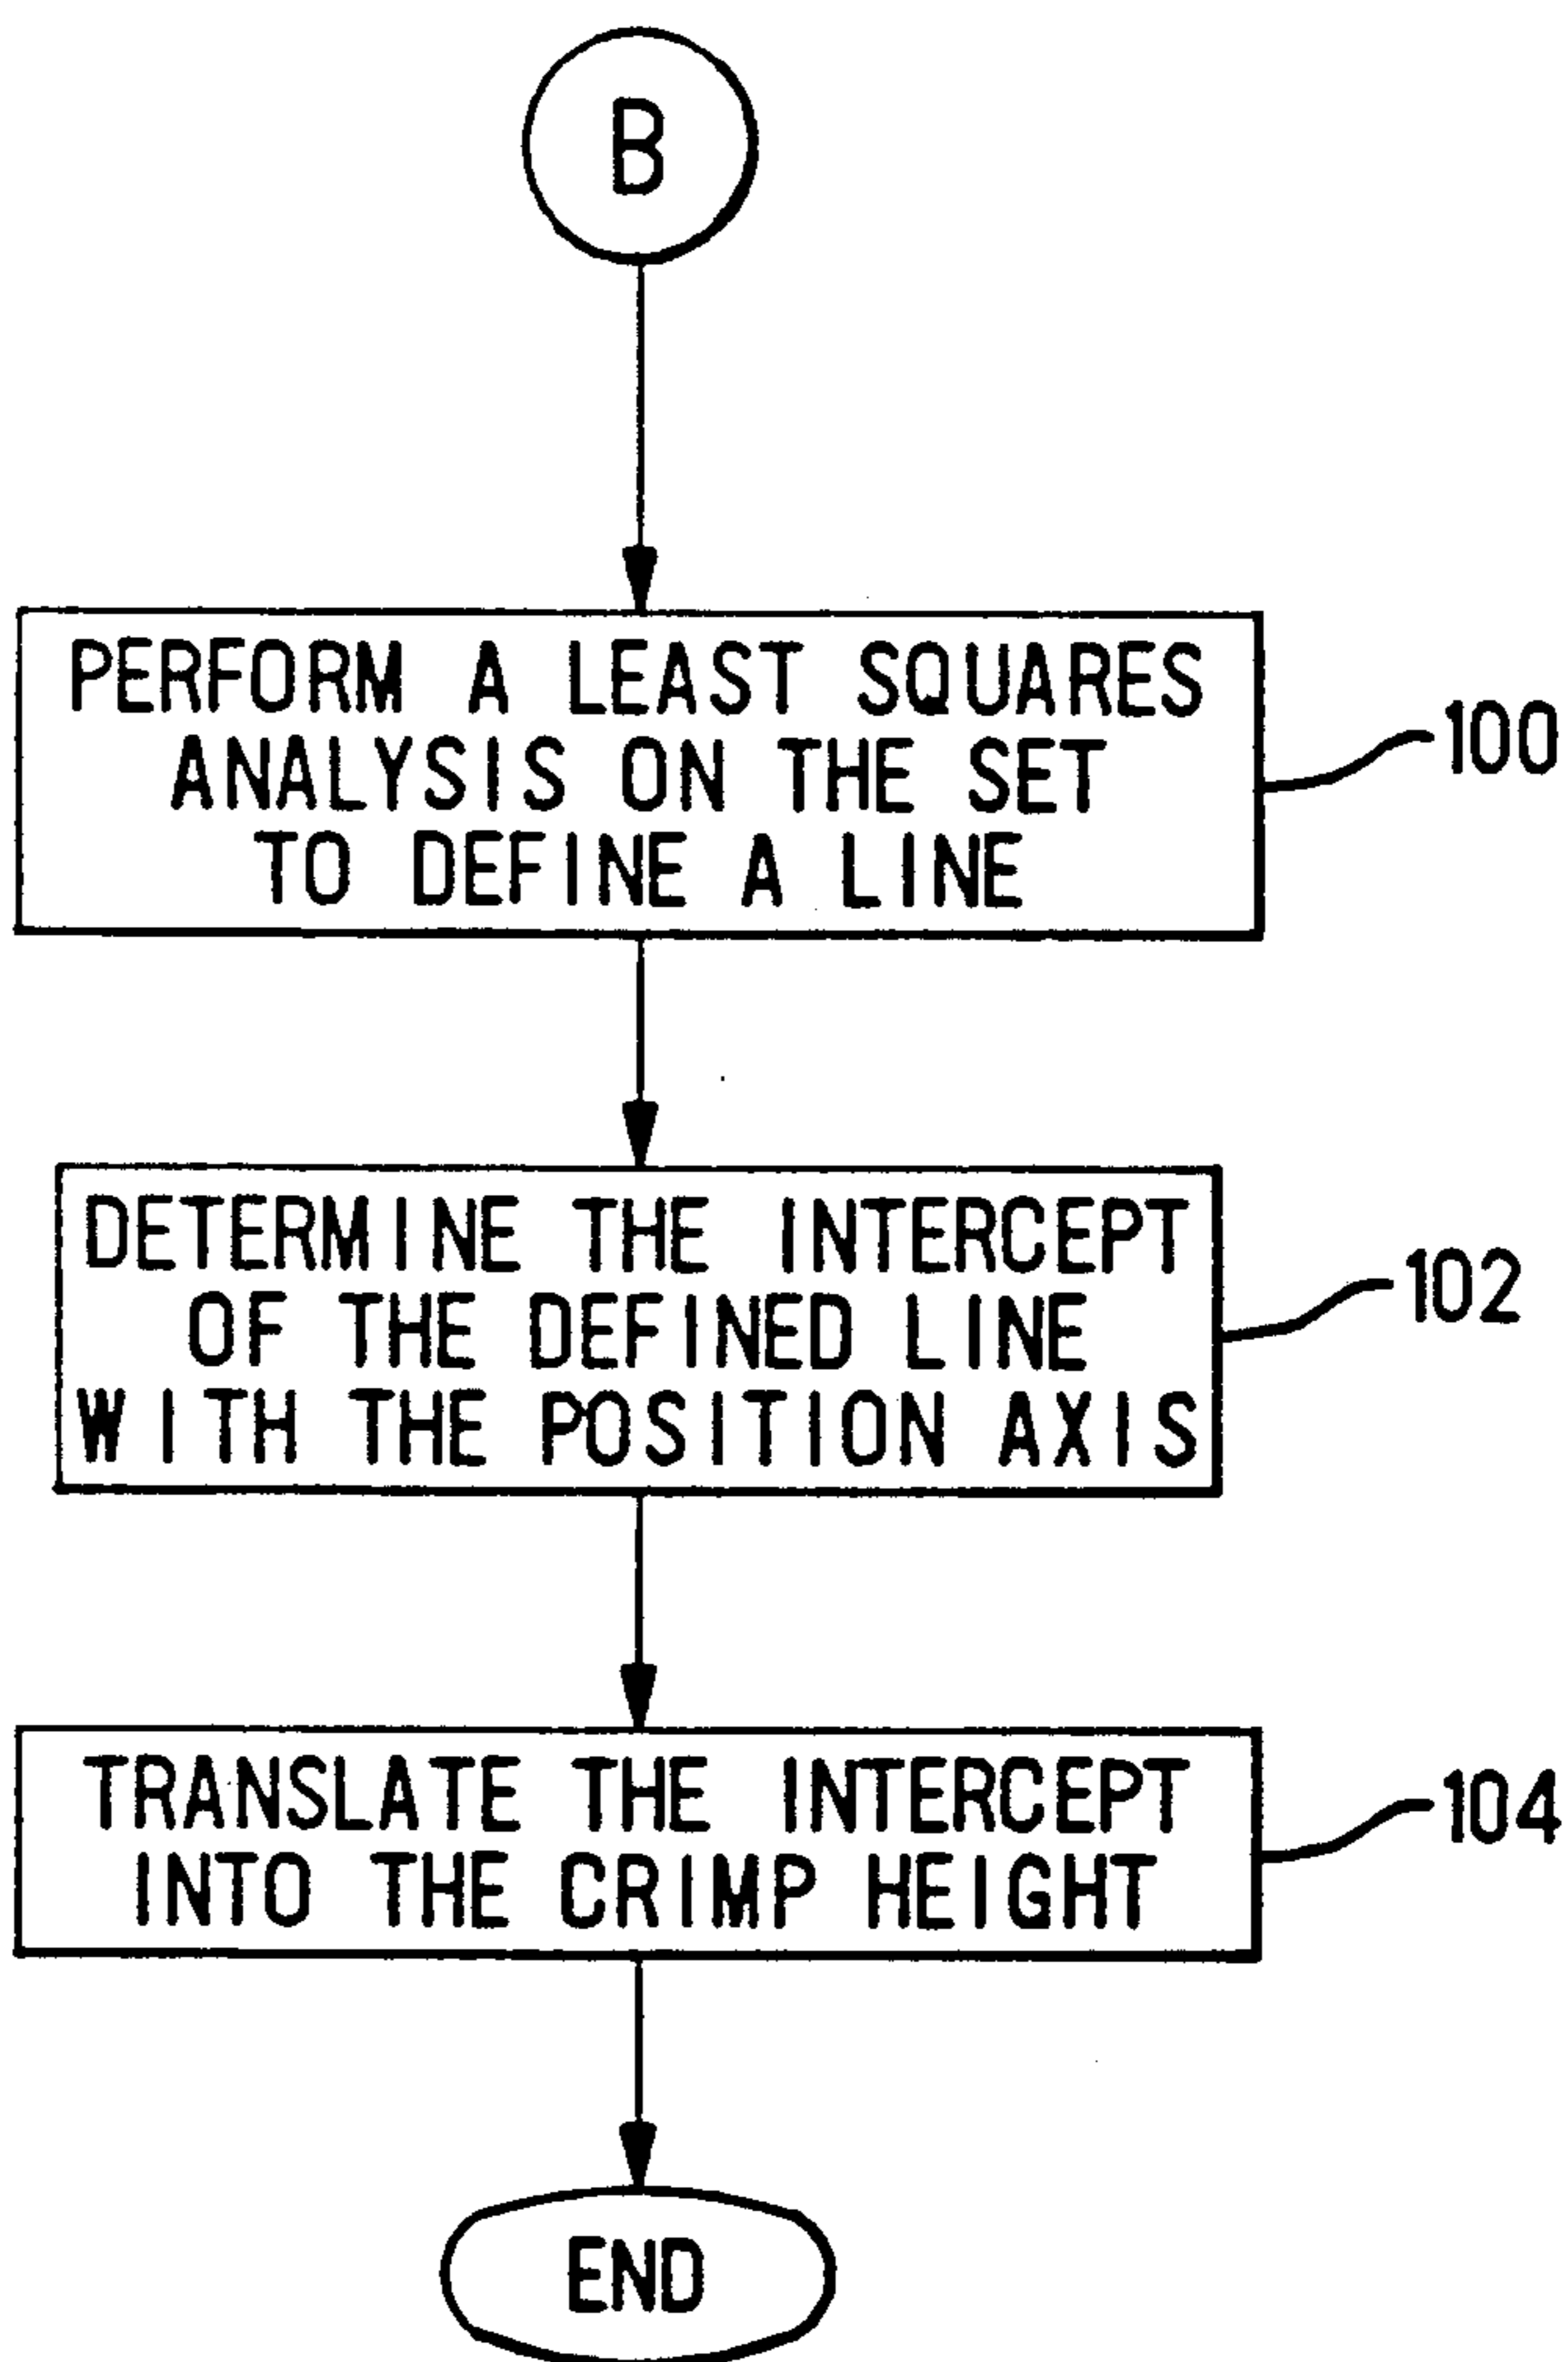 B
PERFORM A LEAST SQUARES
ANALYSIS ON THE SET
TO DEFINE A LINE
100
DETERMINE THE INTERCEPT
OF THE DEFINED LINE
WITH THE POSITION AXIS
102
TRANSLATE THE INTERCEPT
INTO THE CRIMP HEIGHT
104
END